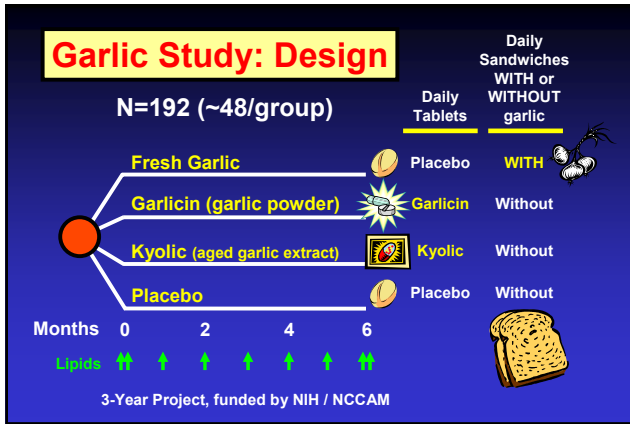 Garlic Study: Design
N=192 (~48/group)
Daily
Tablets
Daily
Sandwiches
WITH or
WITHOUT
garlic
Fresh Garlic
Placebo
WITH
Garlicin (garlic powder)
Garlicin
Without
Kyolic (aged garlic extract)
Kyolic
Without
Placebo
Placebo
Without
Months 0 2 4 6
Lipids
3-Year Project, funded by NIH / NCCAM